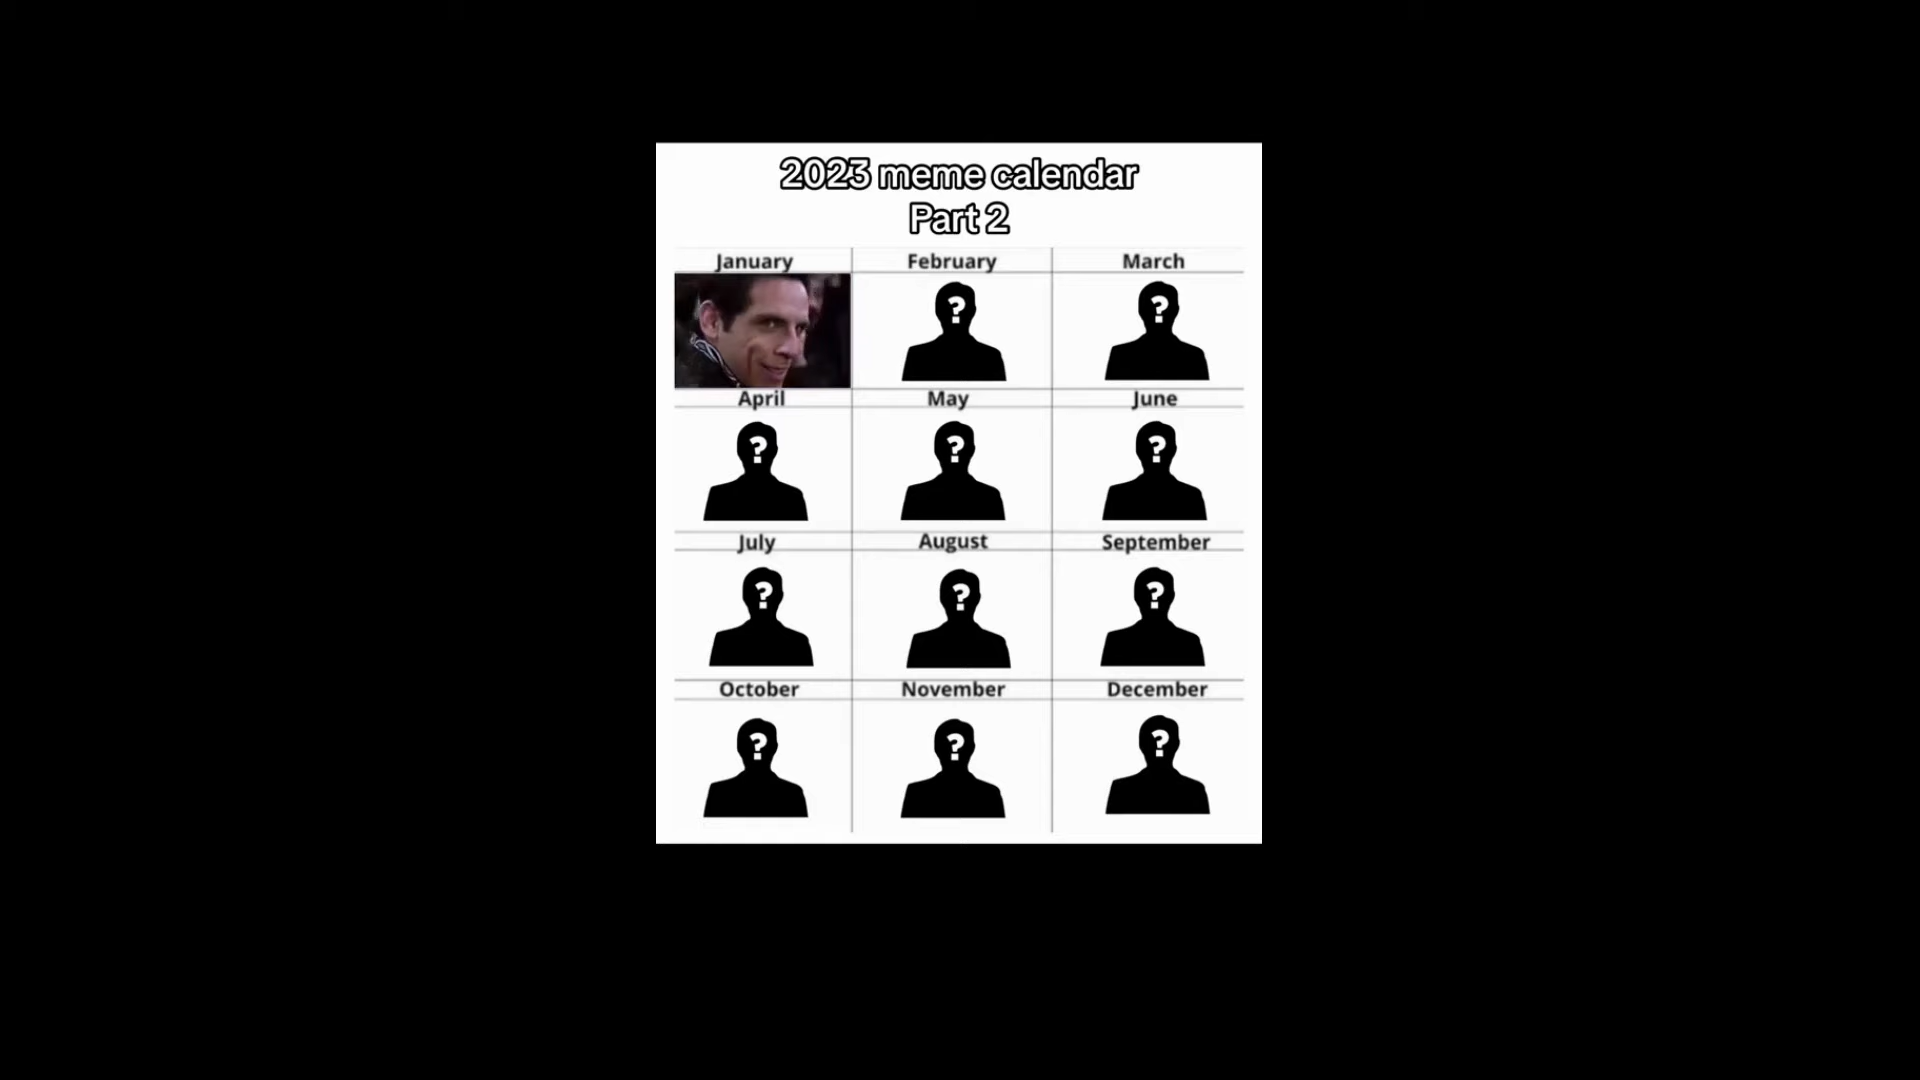 2023 meme calendar
Part 2
January February March
?
?
April May June
?
?
?
July August September
?
?
?
October November December
?
?
?